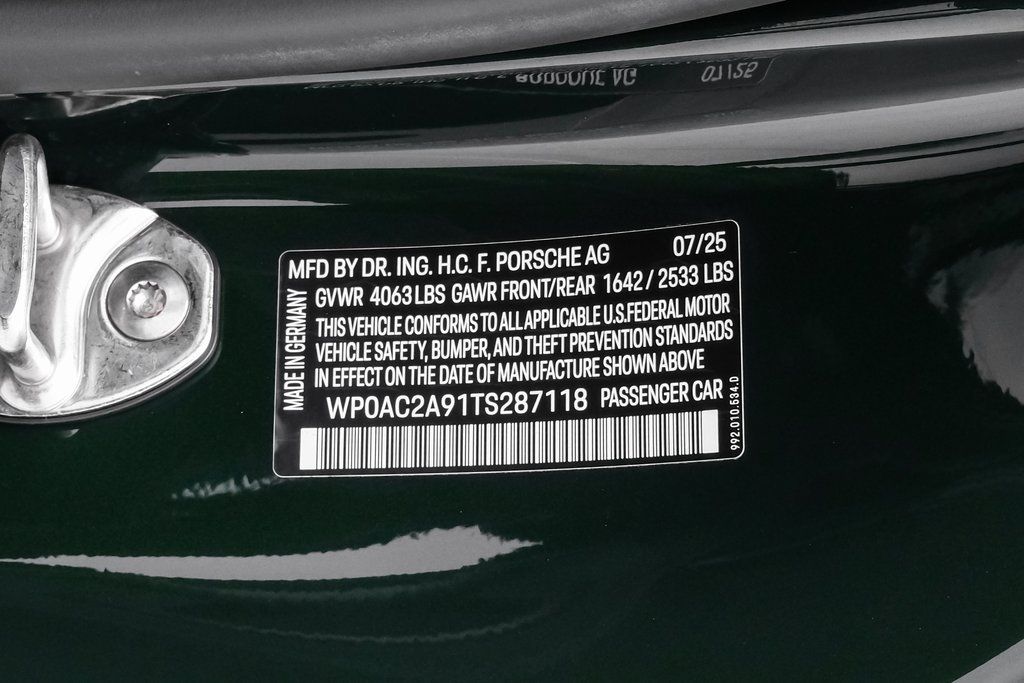 MFD BY DR. ING. H.C. F. PORSCHE AG 07/25
GVWR 4063 LBS GAWR FRONT/REAR 1642 / 2533 LBS
THIS VEHICLE CONFORMS TO ALL APPLICABLE U.S.FEDERAL MOTOR
VEHICLE SAFETY, BUMPER, AND THEFT PREVENTION STANDARDS
IN EFFECT ON THE DATE OF MANUFACTURE SHOWN ABOVE
WP0AC2A91TS287118 PASSENGER CAR
MADE IN GERMANY
992.010.534.D